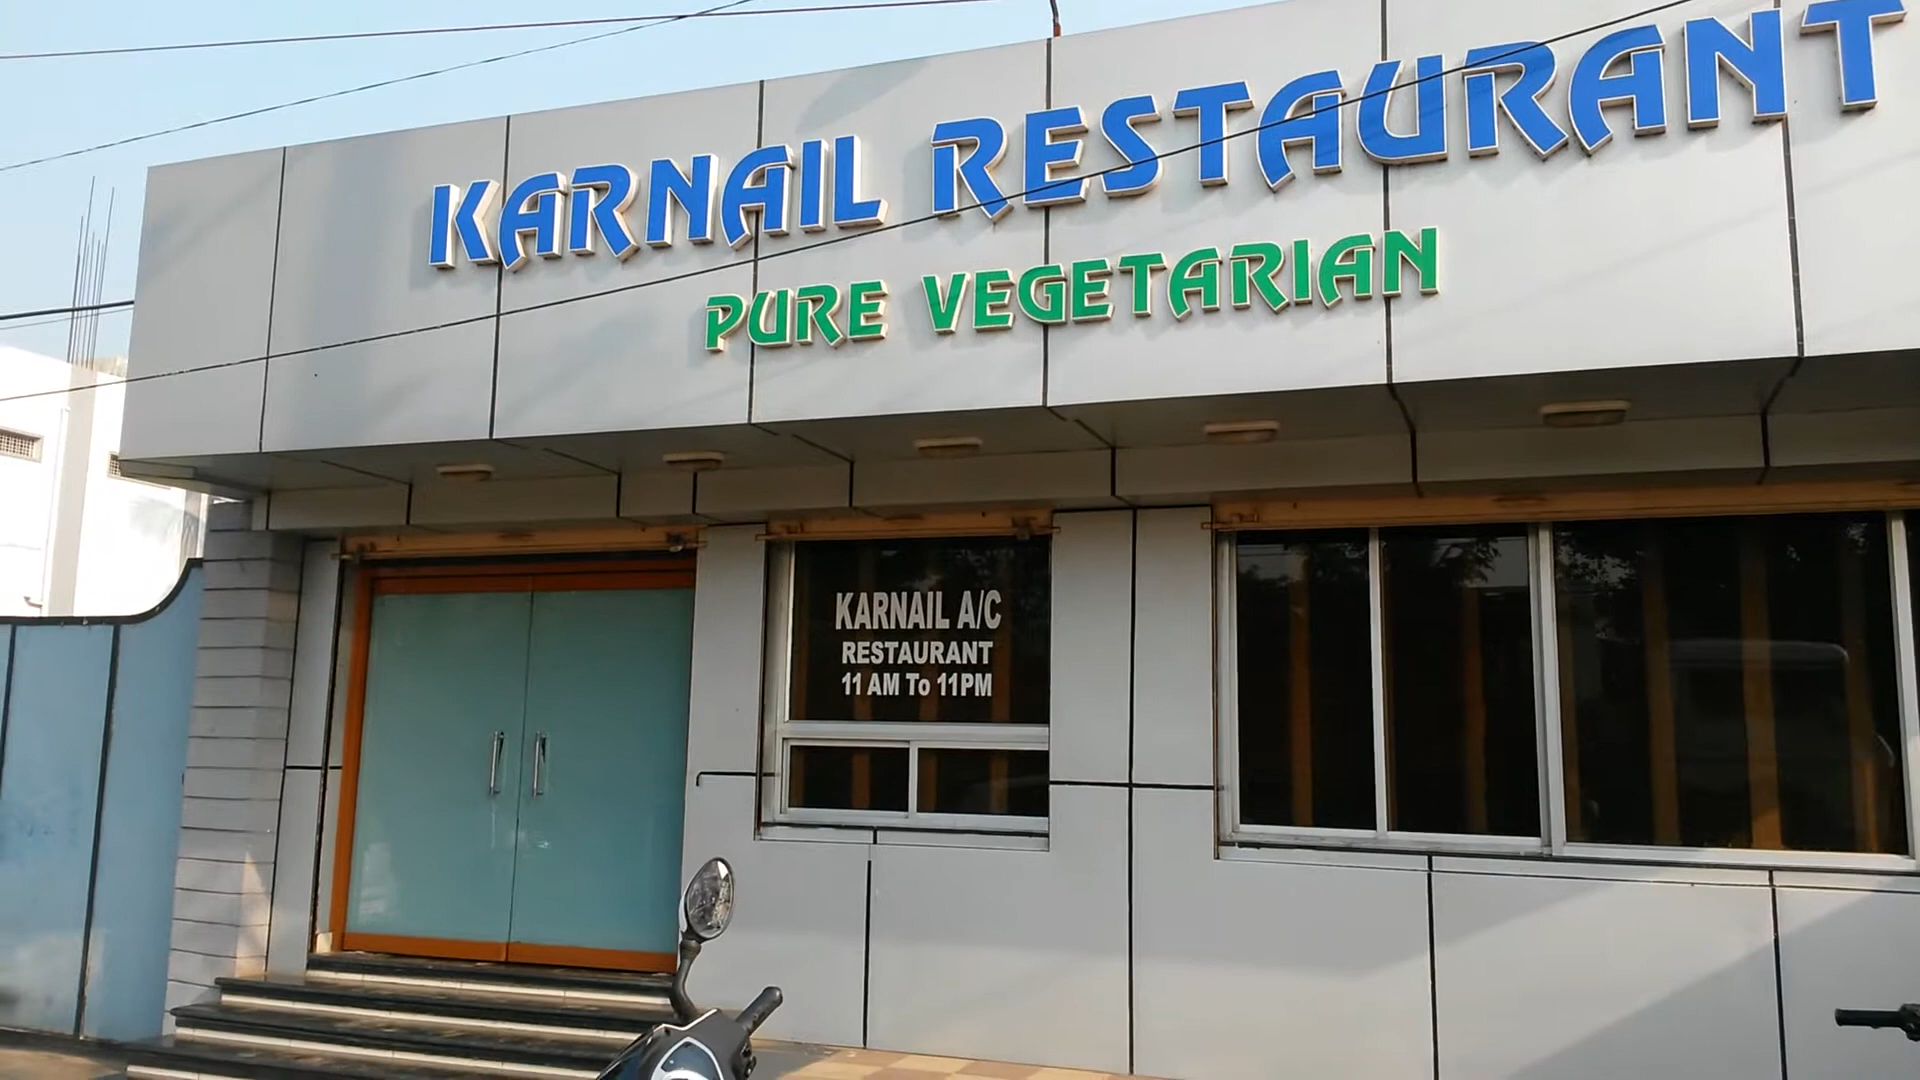 KARNAIL RESTAURANT
PURE VEGETARIAN
KARNAIL A/C
RESTAURANT
11 AM To 11PM